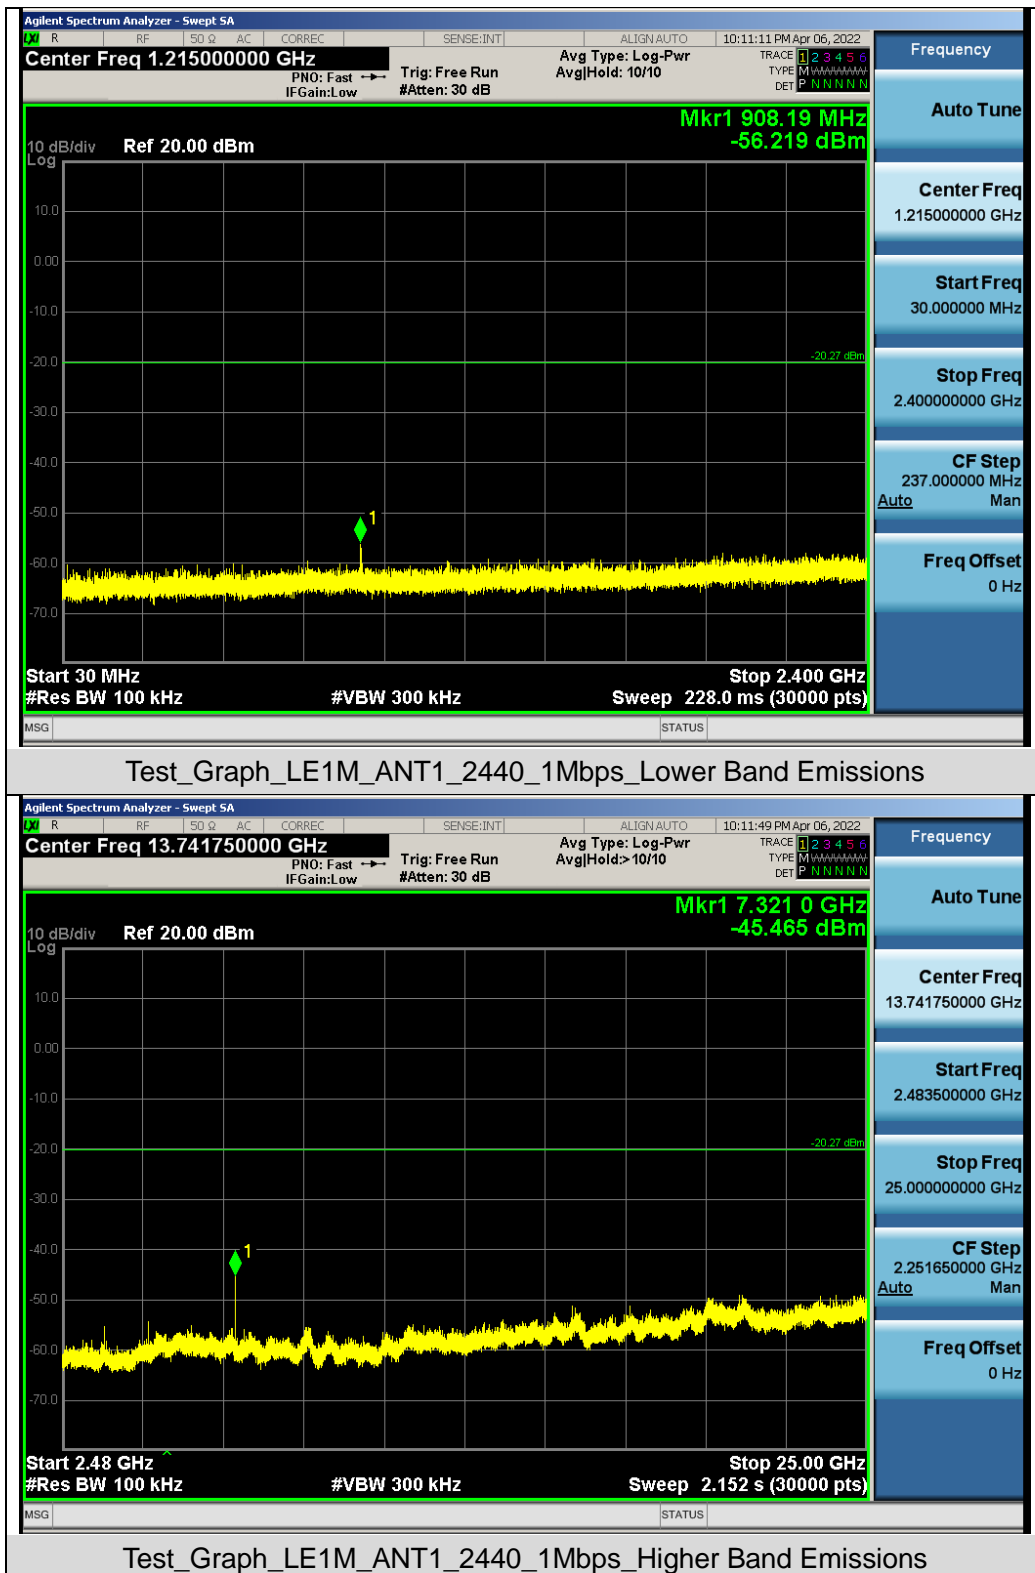 Agilent Spectrum Analyzer - Swept SA
LXI R RF 50 Ω AC CORREC SENSE:INT ALIGN AUTO 10:11:11 PM Apr 06, 2022
Center Freq 1.215000000 GHz
PNO: Fast
IFGain:Low
Trig: Free Run
#Atten: 30 dB
Avg Type: Log-Pwr
Avg|Hold: 10/10
TRACE 1 2 3 4 5 6
TYPE M WWWWW
DET P N N N N N
Mkr1 908.19 MHz
-56.219 dBm
10 dB/div Ref 20.00 dBm
Log
10.0
0.00
-10.0
-20.0
-20.27 dBm
-30.0
-40.0
-50.0
1
-60.0
-70.0
Start 30 MHz Stop 2.400 GHz
#Res BW 100 kHz #VBW 300 kHz Sweep 228.0 ms (30000 pts)
MSG STATUS
Frequency
Auto Tune
Center Freq
1.215000000 GHz
Start Freq
30.000000 MHz
Stop Freq
2.400000000 GHz
CF Step
237.000000 MHz
Auto Man
Freq Offset
0 Hz
Test_Graph_LE1M_ANT1_2440_1Mbps_Lower Band Emissions
Agilent Spectrum Analyzer - Swept SA
LXI R RF 50 Ω AC CORREC SENSE:INT ALIGN AUTO 10:11:49 PM Apr 06, 2022
Center Freq 13.741750000 GHz
PNO: Fast
IFGain:Low
Trig: Free Run
#Atten: 30 dB
Avg Type: Log-Pwr
Avg|Hold:>10/10
TRACE 1 2 3 4 5 6
TYPE M WWWWW
DET P N N N N N
Mkr1 7.321 0 GHz
-45.465 dBm
10 dB/div Ref 20.00 dBm
Log
10.0
0.00
-10.0
-20.0
-20.27 dBm
-30.0
-40.0
1
-50.0
-60.0
-70.0
Start 2.48 GHz Stop 25.00 GHz
#Res BW 100 kHz #VBW 300 kHz Sweep 2.152 s (30000 pts)
MSG STATUS
Frequency
Auto Tune
Center Freq
13.741750000 GHz
Start Freq
2.483500000 GHz
Stop Freq
25.000000000 GHz
CF Step
2.251650000 GHz
Auto Man
Freq Offset
0 Hz
Test_Graph_LE1M_ANT1_2440_1Mbps_Higher Band Emissions